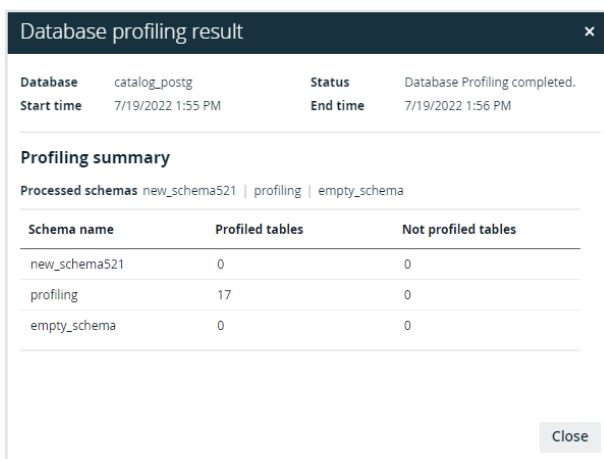 Database profiling result ×
Database catalog_postg Status Database Profiling completed.
Start time 7/19/2022 1:55 PM End time 7/19/2022 1:56 PM
Profiling summary
Processed schemas new_schema521 | profiling | empty_schema
Schema name Profiled tables Not profiled tables
new_schema521 0 0
profiling 17 0
empty_schema 0 0
Close